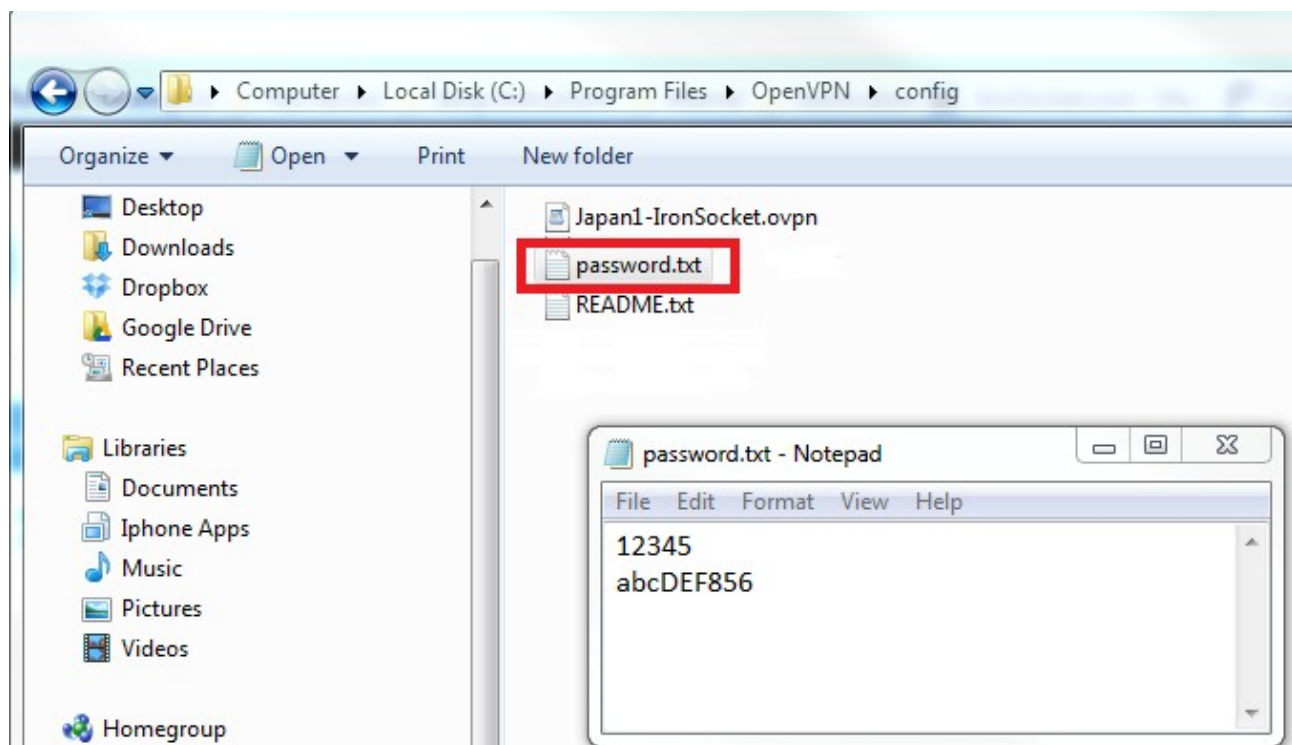 Computer Local Disk (C:) Program Files OpenVPN config
Organize Open Print New folder
Desktop
Downloads
Dropbox
Google Drive
Recent Places
Libraries
Documents
Iphone Apps
Music
Pictures
Videos
Homegroup
Japan1-IronSocket.ovpn
password.txt
README.txt
password.txt - Notepad
File Edit Format View Help
12345
abcDEF856